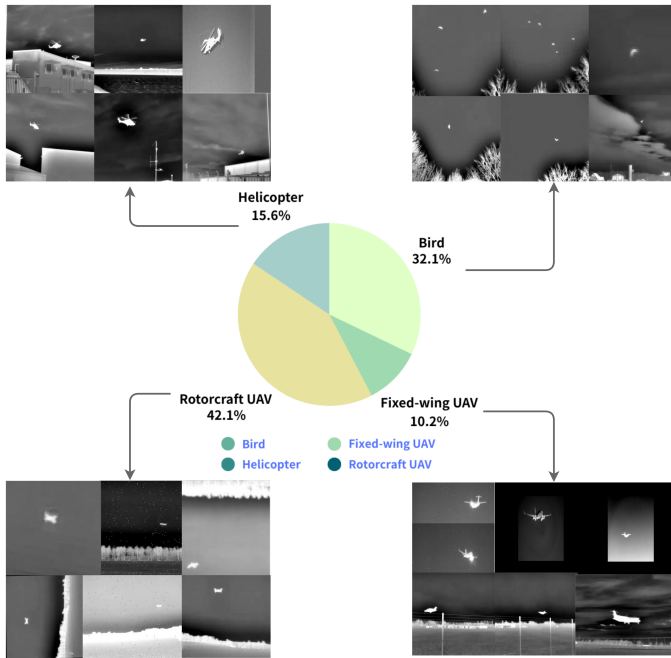 Helicopter
15.6%
Bird
32.1%
Rotorcraft UAV
42.1%
Fixed-wing UAV
10.2%
Bird
Fixed-wing UAV
Helicopter
Rotorcraft UAV